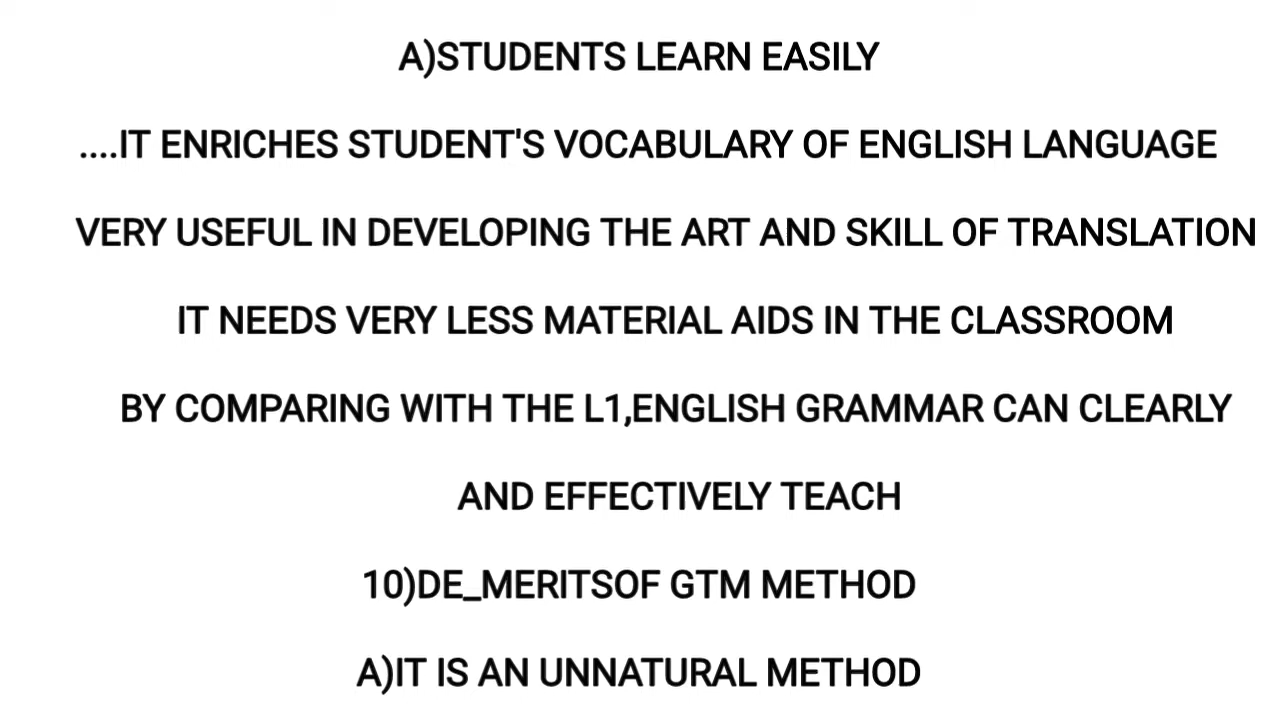 A)STUDENTS LEARN EASILY
....IT ENRICHES STUDENT'S VOCABULARY OF ENGLISH LANGUAGE
VERY USEFUL IN DEVELOPING THE ART AND SKILL OF TRANSLATION
IT NEEDS VERY LESS MATERIAL AIDS IN THE CLASSROOM
BY COMPARING WITH THE L1,ENGLISH GRAMMAR CAN CLEARLY
AND EFFECTIVELY TEACH
10)DE_MERITSOF GTM METHOD
A)IT IS AN UNNATURAL METHOD